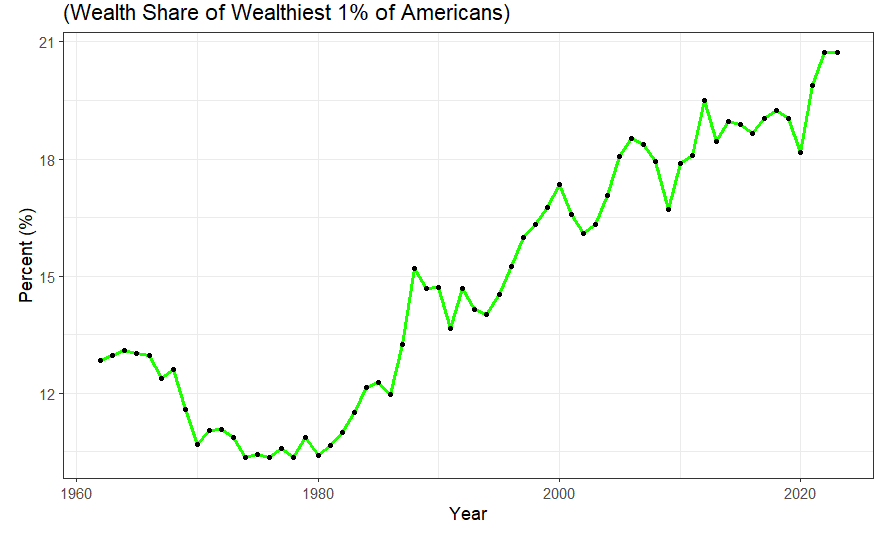 (Wealth Share of Wealthiest 1% of Americans)
21
18
15
12
Percent (%)
1960
1980
2000
2020
Year